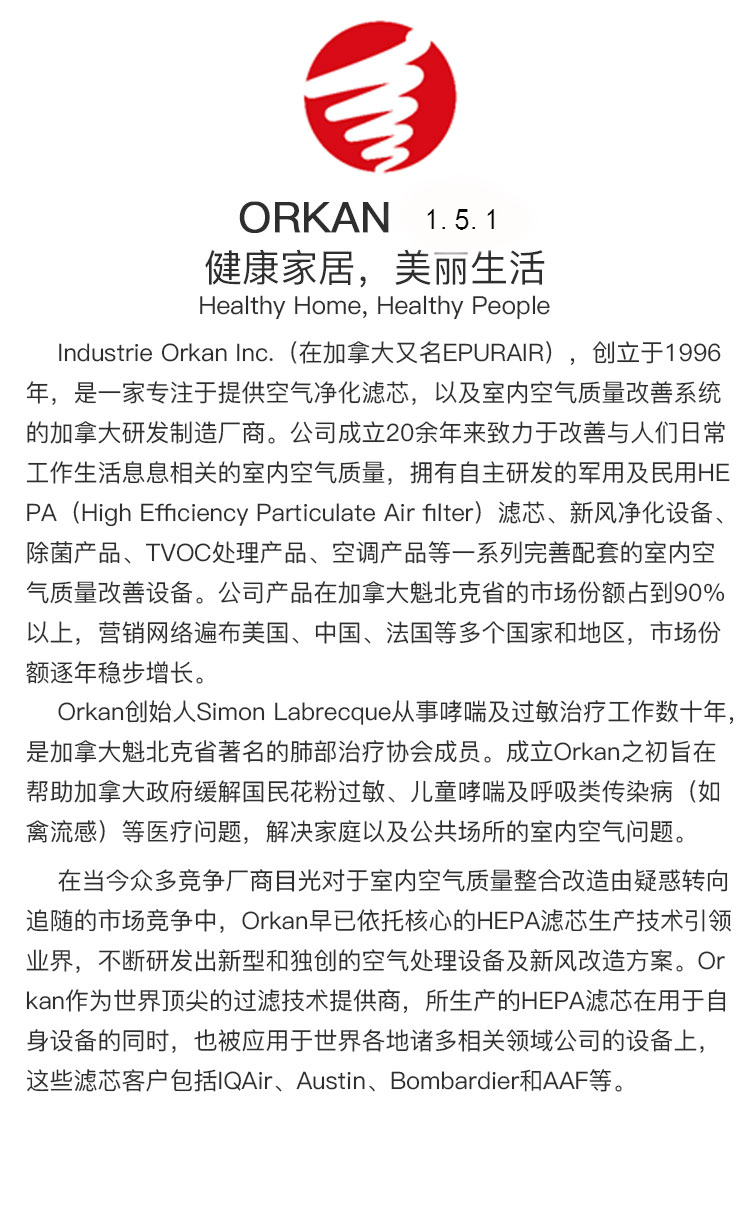 ORKAN 1.5.1
健康家居，美丽生活
Healthy Home, Healthy People
Industrie Orkan Inc.（在加拿大又名EPURAIR），创立于1996
年，是一家专注于提供空气净化滤芯，以及室内空气质量改善系统
的加拿大研发制造厂商。公司成立20余年来致力于改善与人们日常
工作生活息息相关的室内空气质量，拥有自主研发的军用及民用HE
PA（High Efficiency Particulate Air filter）滤芯、新风净化设备、
除菌产品、TVOC处理产品、空调产品等一系列完善配套的室内空
气质量改善设备。公司产品在加拿大魁北克省的市场份额占到90%
以上，营销网络遍布美国、中国、法国等多个国家和地区，市场份
额逐年稳步增长。
Orkan创始人Simon Labrecque从事哮喘及过敏治疗工作数十年，
是加拿大魁北克省著名的肺部治疗协会成员。成立Orkan之初旨在
帮助加拿大政府缓解国民花粉过敏、儿童哮喘及呼吸类传染病（如
禽流感）等医疗问题，解决家庭以及公共场所的室内空气问题。
在当今众多竞争厂商目光对于室内空气质量整合改造由疑惑转向
追随的市场竞争中，Orkan早已依托核心的HEPA滤芯生产技术引领
业界，不断研发出新型和独创的空气处理设备及新风改造方案。Or
kan作为世界顶尖的过滤技术提供商，所生产的HEPA滤芯在用于自
身设备的同时，也被应用于世界各地诸多相关领域公司的设备上，
这些滤芯客户包括IQAir、Austin、Bombardier和AAF等。